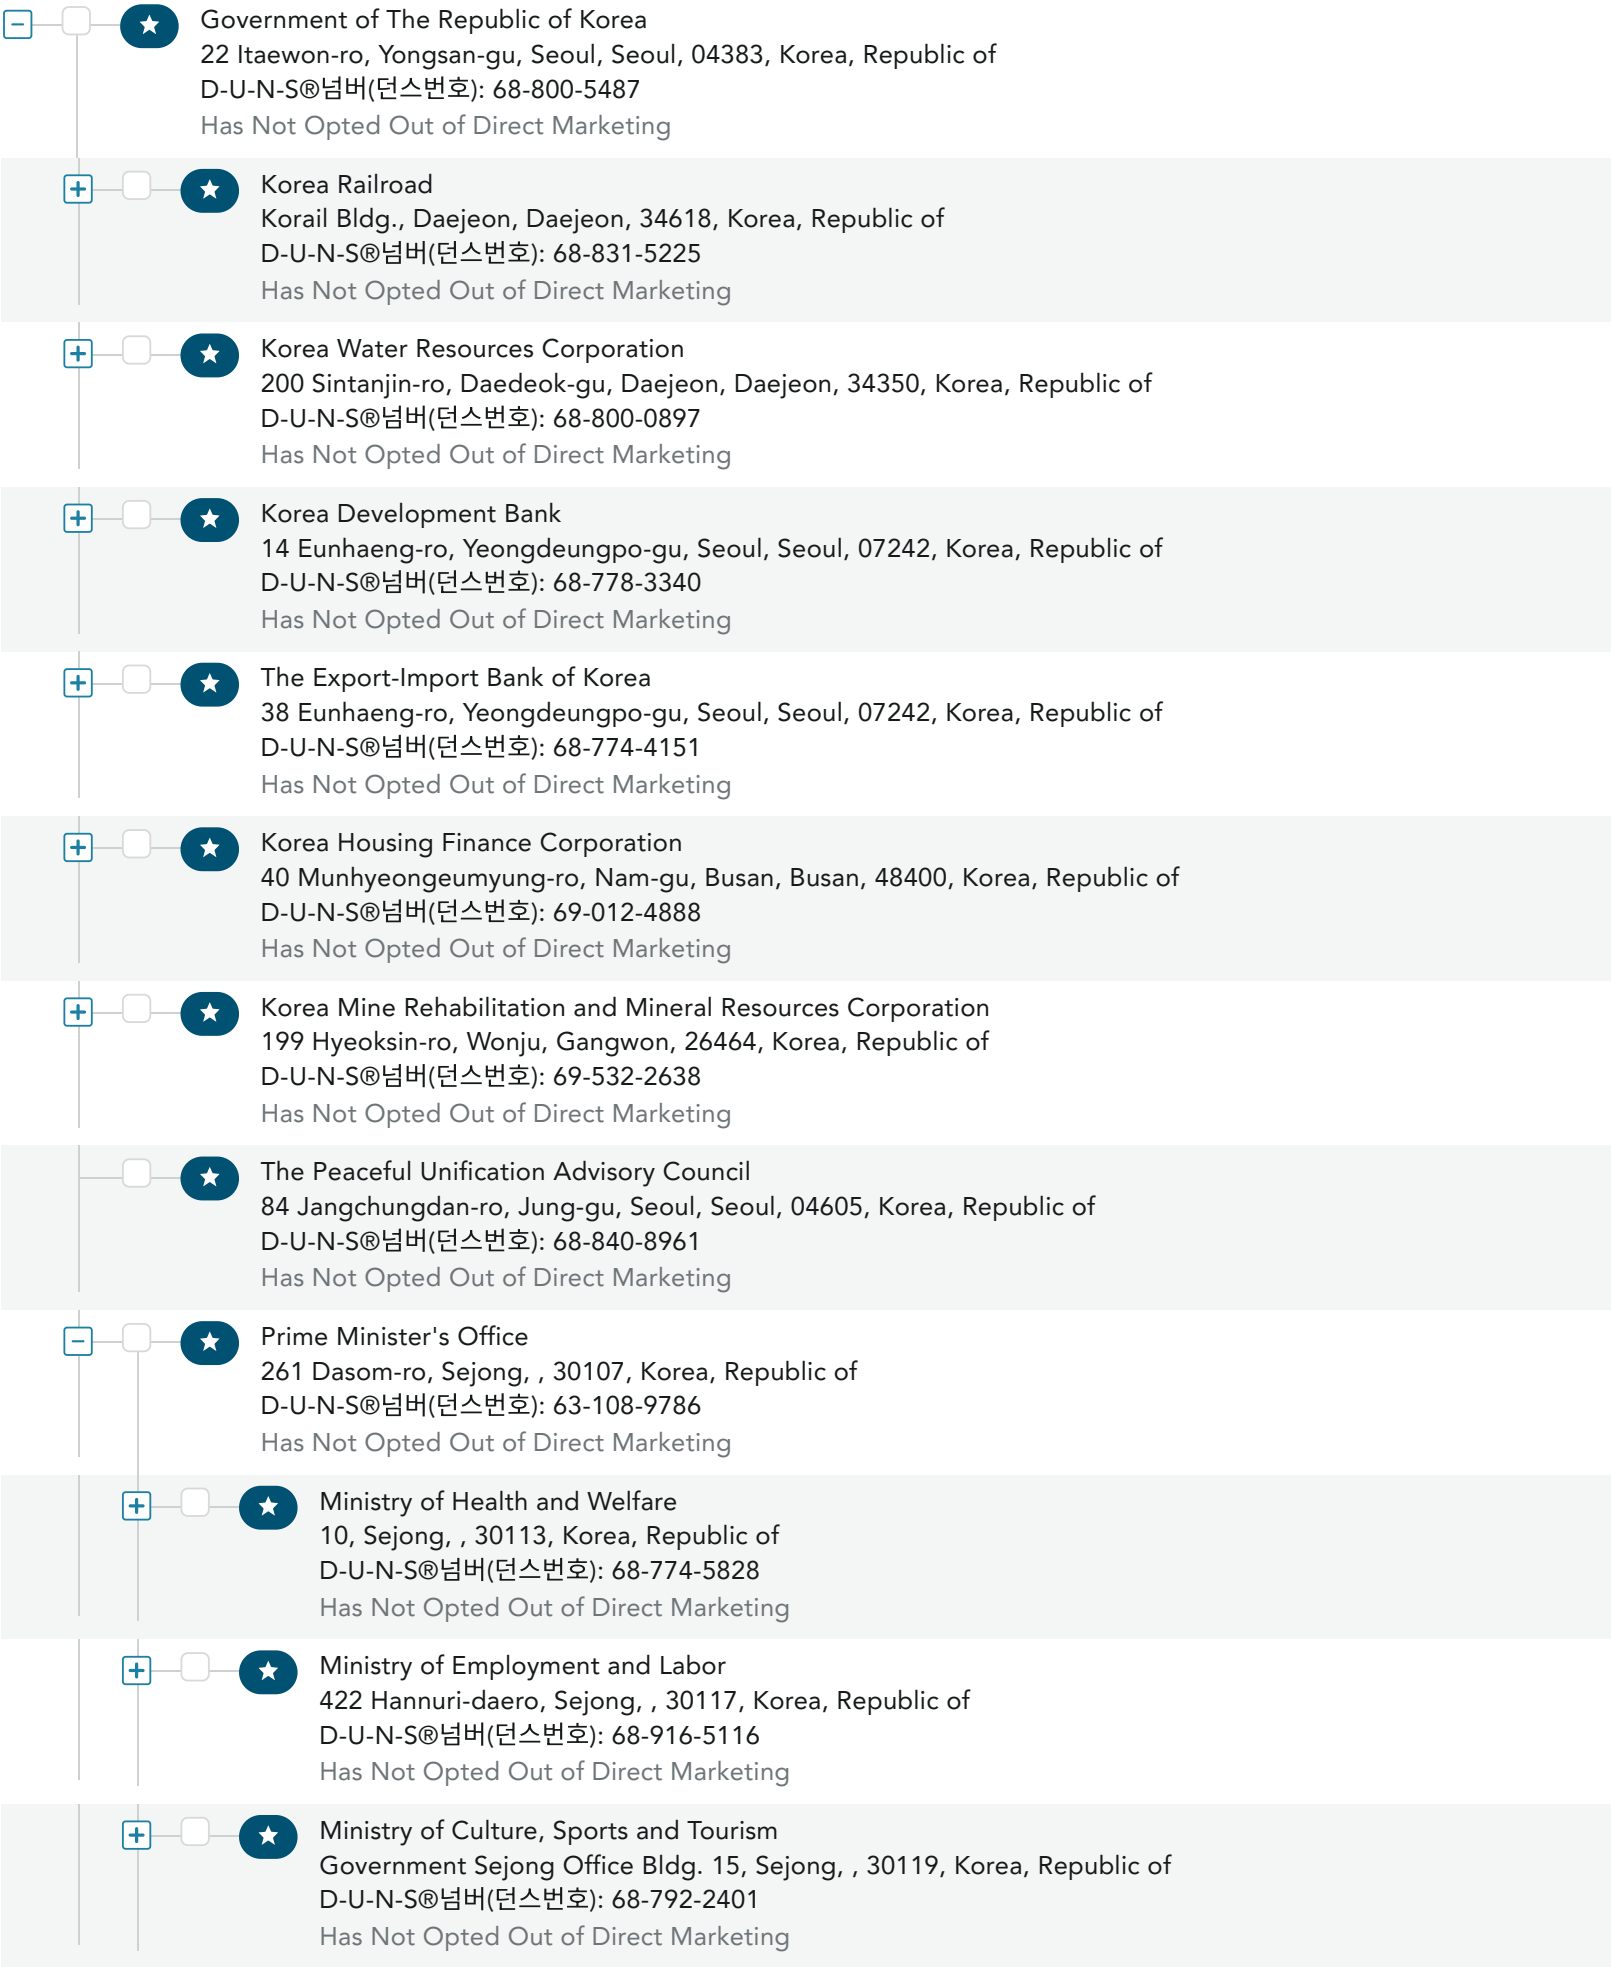 Government of The Republic of Korea
22 Itaewon-ro, Yongsan-gu, Seoul, Seoul, 04383, Korea, Republic of
D-U-N-S®넘버(던스번호): 68-800-5487
Has Not Opted Out of Direct Marketing
Korea Railroad
Korail Bldg., Daejeon, Daejeon, 34618, Korea, Republic of
D-U-N-S®넘버(던스번호): 68-831-5225
Has Not Opted Out of Direct Marketing
Korea Water Resources Corporation
200 Sintanjin-ro, Daedeok-gu, Daejeon, Daejeon, 34350, Korea, Republic of
D-U-N-S®넘버(던스번호): 68-800-0897
Has Not Opted Out of Direct Marketing
Korea Development Bank
14 Eunhaeng-ro, Yeongdeungpo-gu, Seoul, Seoul, 07242, Korea, Republic of
D-U-N-S®넘버(던스번호): 68-778-3340
Has Not Opted Out of Direct Marketing
The Export-Import Bank of Korea
38 Eunhaeng-ro, Yeongdeungpo-gu, Seoul, Seoul, 07242, Korea, Republic of
D-U-N-S®넘버(던스번호): 68-774-4151
Has Not Opted Out of Direct Marketing
Korea Housing Finance Corporation
40 Munhyeongeumyung-ro, Nam-gu, Busan, Busan, 48400, Korea, Republic of
D-U-N-S®넘버(던스번호): 69-012-4888
Has Not Opted Out of Direct Marketing
Korea Mine Rehabilitation and Mineral Resources Corporation
199 Hyeoksin-ro, Wonju, Gangwon, 26464, Korea, Republic of
D-U-N-S®넘버(던스번호): 69-532-2638
Has Not Opted Out of Direct Marketing
The Peaceful Unification Advisory Council
84 Jangchungdan-ro, Jung-gu, Seoul, Seoul, 04605, Korea, Republic of
D-U-N-S®넘버(던스번호): 68-840-8961
Has Not Opted Out of Direct Marketing
Prime Minister's Office
261 Dasom-ro, Sejong, , 30107, Korea, Republic of
D-U-N-S®넘버(던스번호): 63-108-9786
Has Not Opted Out of Direct Marketing
Ministry of Health and Welfare
10, Sejong, , 30113, Korea, Republic of
D-U-N-S®넘버(던스번호): 68-774-5828
Has Not Opted Out of Direct Marketing
Ministry of Employment and Labor
422 Hannuri-daero, Sejong, , 30117, Korea, Republic of
D-U-N-S®넘버(던스번호): 68-916-5116
Has Not Opted Out of Direct Marketing
Ministry of Culture, Sports and Tourism
Government Sejong Office Bldg. 15, Sejong, , 30119, Korea, Republic of
D-U-N-S®넘버(던스번호): 68-792-2401
Has Not Opted Out of Direct Marketing